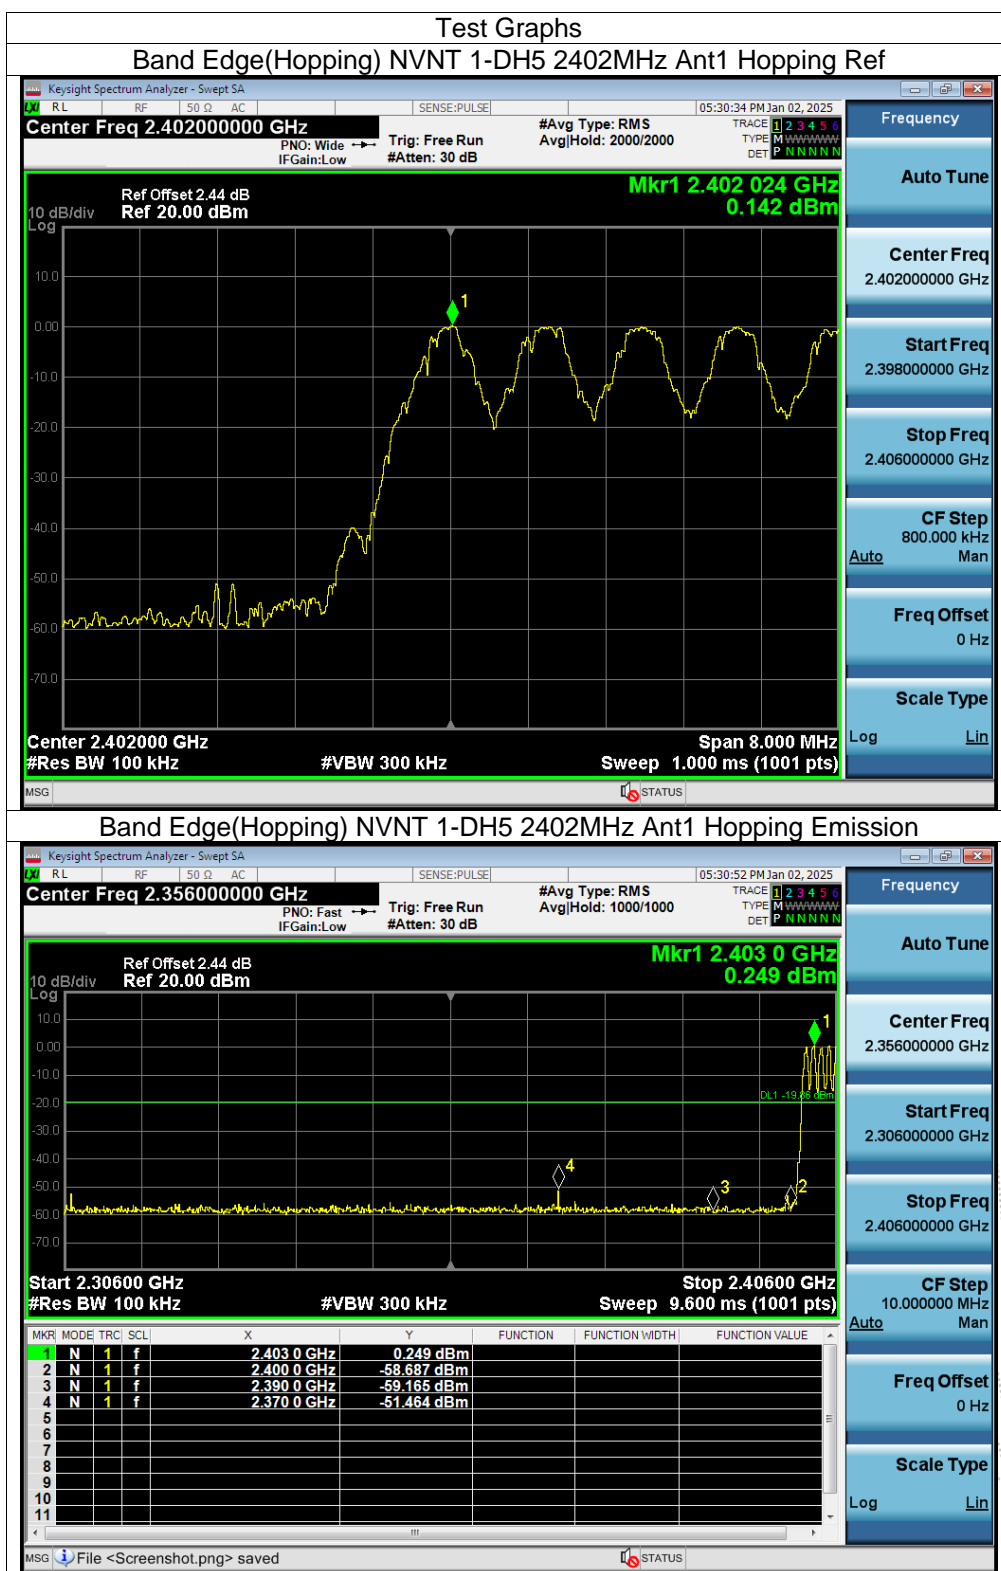 Test Graphs
Band Edge(Hopping) NVNT 1-DH5 2402MHz Ant1 Hopping Ref
Keysight Spectrum Analyzer - Swept SA
LXI RL RF 50 Ω AC SENSE:PULSE 05:30:34 PM Jan 02, 2025
Center Freq 2.402000000 GHz
PNO: Wide
IFGain:Low
Trig: Free Run
#Atten: 30 dB
#Avg Type: RMS
Avg|Hold: 2000/2000
TRACE 1 2 3 4 5 6
TYPE M WWWWW
DET P N N N N N
Mkr1 2.402 024 GHz
0.142 dBm
Ref Offset 2.44 dB
10 dB/div Ref 20.00 dBm
Log
10.0
0.00
-10.0
-20.0
-30.0
-40.0
-50.0
-60.0
-70.0
1
Center 2.402000 GHz Span 8.000 MHz
#Res BW 100 kHz #VBW 300 kHz Sweep 1.000 ms (1001 pts)
MSG STATUS
Frequency
Auto Tune
Center Freq
2.402000000 GHz
Start Freq
2.398000000 GHz
Stop Freq
2.406000000 GHz
CF Step
800.000 kHz
Auto Man
Freq Offset
0 Hz
Scale Type
Log Lin
Band Edge(Hopping) NVNT 1-DH5 2402MHz Ant1 Hopping Emission
Keysight Spectrum Analyzer - Swept SA
LXI RL RF 50 Ω AC SENSE:PULSE 05:30:52 PM Jan 02, 2025
Center Freq 2.356000000 GHz
PNO: Fast
IFGain:Low
Trig: Free Run
#Atten: 30 dB
#Avg Type: RMS
Avg|Hold: 1000/1000
TRACE 1 2 3 4 5 6
TYPE M WWWWW
DET P N N N N N
Mkr1 2.403 0 GHz
0.249 dBm
Ref Offset 2.44 dB
10 dB/div Ref 20.00 dBm
Log
10.0
0.00
-10.0
-20.0
-30.0
-40.0
-50.0
-60.0
-70.0
1
DL1 -19.86 dBm
4
3
2
Start 2.30600 GHz Stop 2.40600 GHz
#Res BW 100 kHz #VBW 300 kHz Sweep 9.600 ms (1001 pts)
MKR MODE TRC SCL X Y FUNCTION FUNCTION WIDTH FUNCTION VALUE
1 N 1 f 2.403 0 GHz 0.249 dBm
2 N 1 f 2.400 0 GHz -58.687 dBm
3 N 1 f 2.390 0 GHz -59.165 dBm
4 N 1 f 2.370 0 GHz -51.464 dBm
5
6
7
8
9
10
11
MSG File <Screenshot.png> saved STATUS
Frequency
Auto Tune
Center Freq
2.356000000 GHz
Start Freq
2.306000000 GHz
Stop Freq
2.406000000 GHz
CF Step
10.000000 MHz
Auto Man
Freq Offset
0 Hz
Scale Type
Log Lin